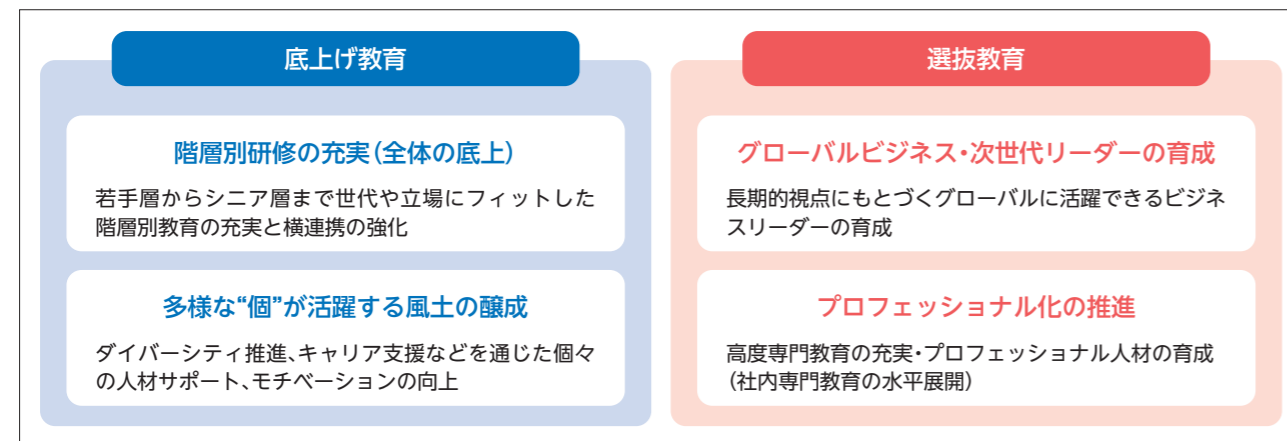 底上げ教育
階層別研修の充実(全体の底上)
若手層からシニア層まで世代や立場にフィットした
階層別教育の充実と横連携の強化
多様な“個”が活躍する風土の醸成
ダイバーシティ推進、キャリア支援などを通じた個々
の人材サポート、モチベーションの向上
選抜教育
グローバルビジネス・次世代リーダーの育成
長期的視点にもとづくグローバルに活躍できるビジネ
スリーダーの育成
プロフェッショナル化の推進
高度専門教育の充実・プロフェッショナル人材の育成
(社内専門教育の水平展開)